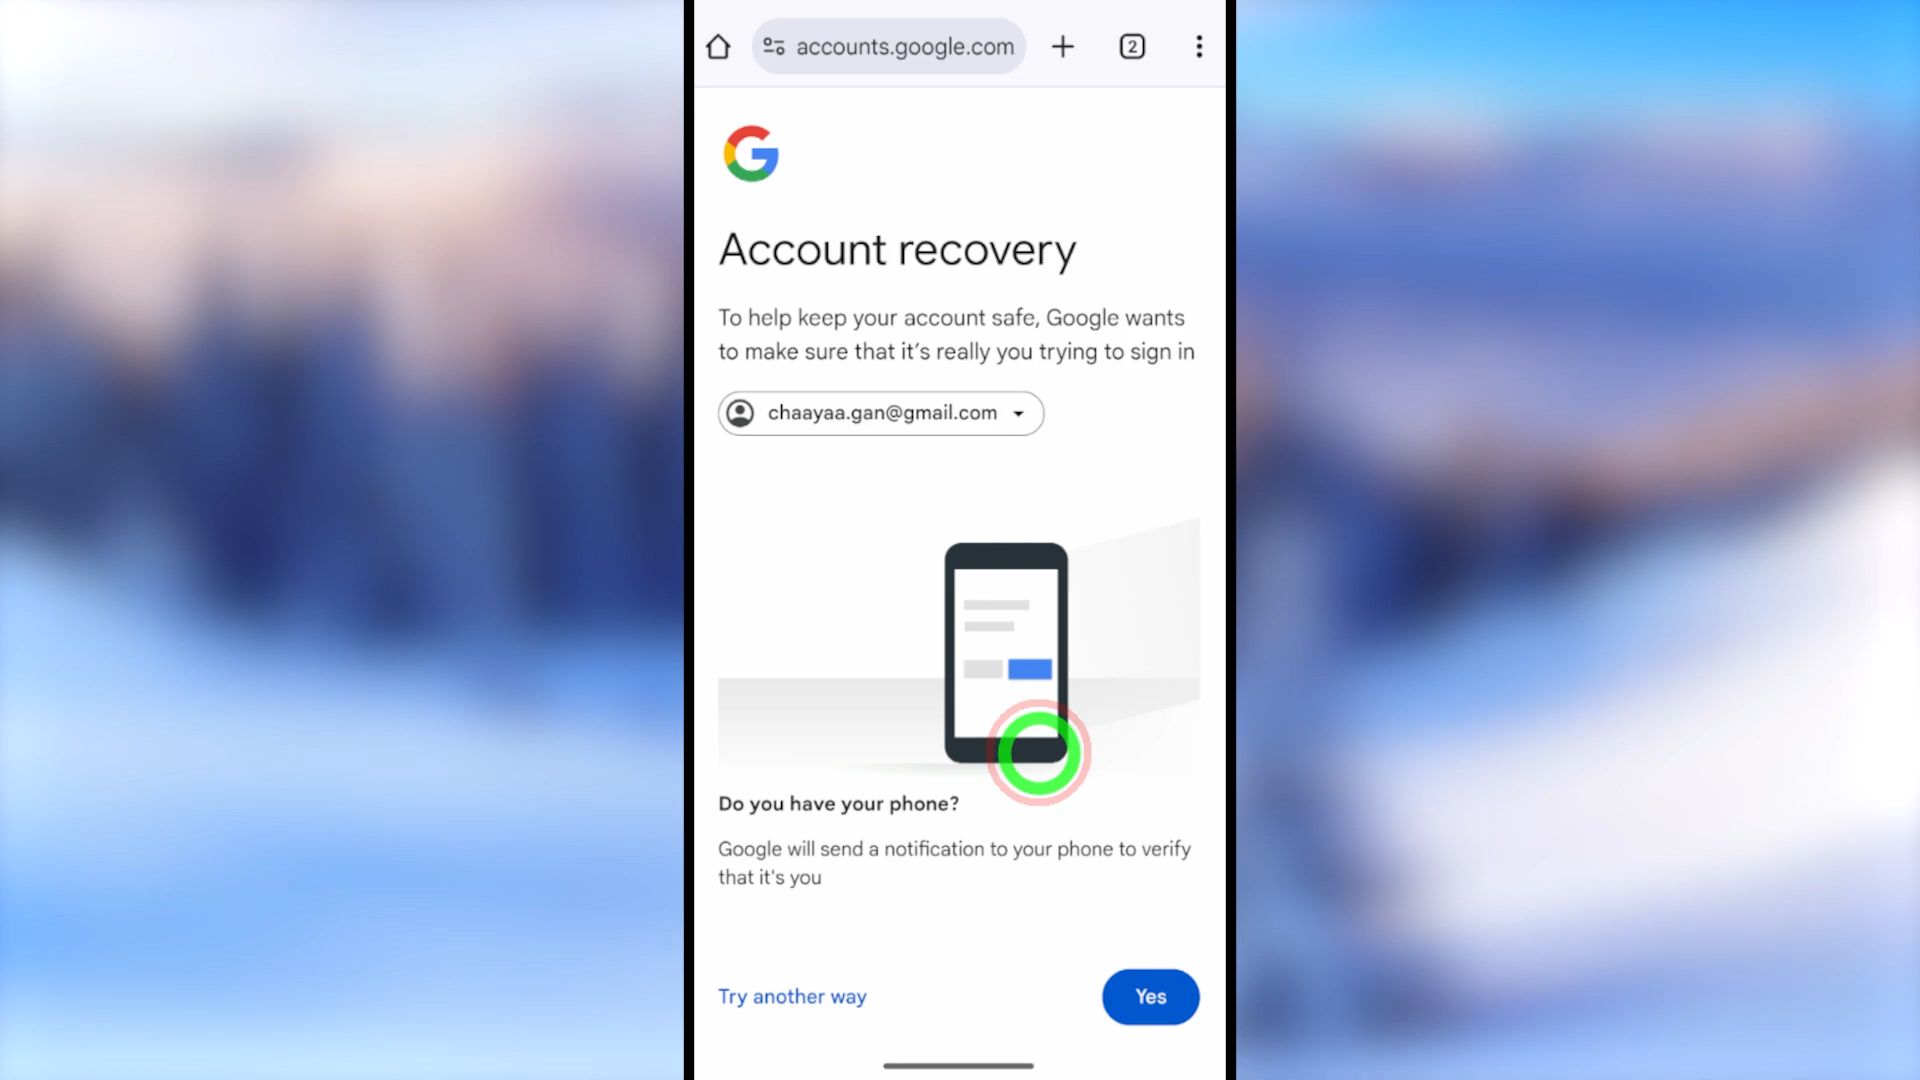 accounts.google.com
2
Account recovery
To help keep your account safe, Google wants
to make sure that it’s really you trying to sign in
chaayaa.gan@gmail.com
Do you have your phone?
Google will send a notification to your phone to verify
that it's you
Try another way
Yes